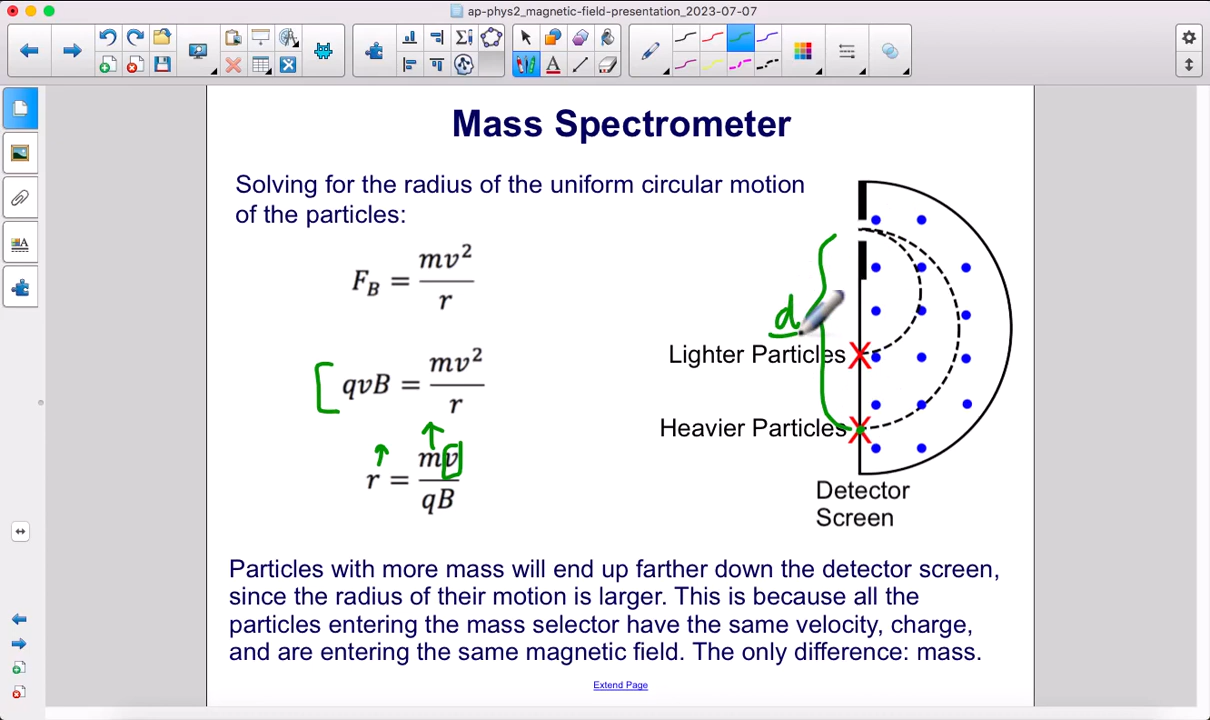 ap-phys2_magnetic-field-presentation_2023-07-07
Mass Spectrometer
Solving for the radius of the uniform circular motion
of the particles:
F_B = mv²/r
qvB = mv²/r
r = mv/qB
d
Lighter Particles
Heavier Particles
Detector
Screen
Particles with more mass will end up farther down the detector screen,
since the radius of their motion is larger. This is because all the
particles entering the mass selector have the same velocity, charge,
and are entering the same magnetic field. The only difference: mass.
Extend Page